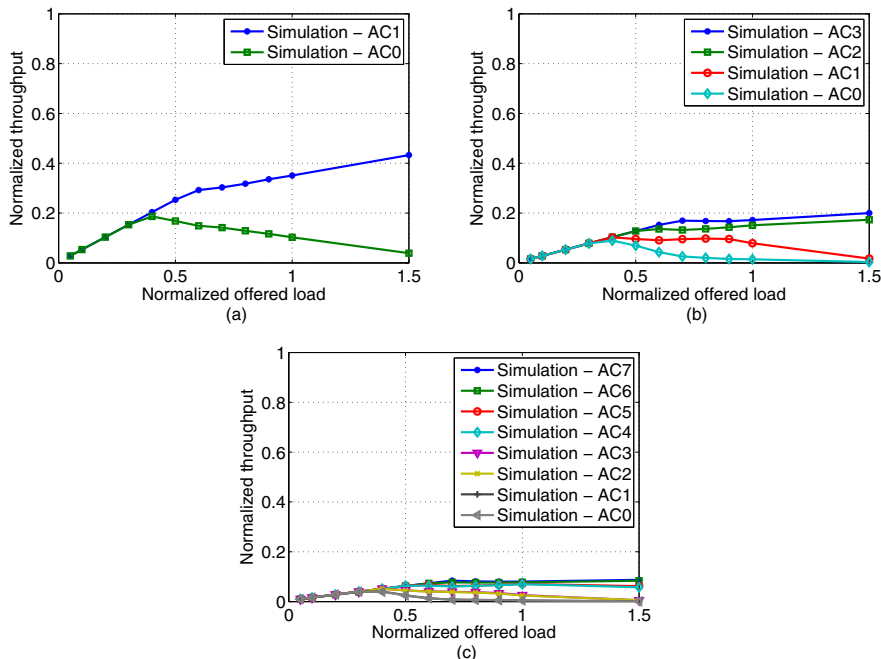 1
0.8
0.6
0.4
0.2
0
0 0.5 1 1.5
Normalized throughput
Normalized offered load
(a)
Simulation – AC1
Simulation – AC0
1
0.8
0.6
0.4
0.2
0
0 0.5 1 1.5
Normalized throughput
Normalized offered load
(b)
Simulation – AC3
Simulation – AC2
Simulation – AC1
Simulation – AC0
1
0.8
0.6
0.4
0.2
0
0 0.5 1 1.5
Normalized throughput
Normalized offered load
(c)
Simulation – AC7
Simulation – AC6
Simulation – AC5
Simulation – AC4
Simulation – AC3
Simulation – AC2
Simulation – AC1
Simulation – AC0